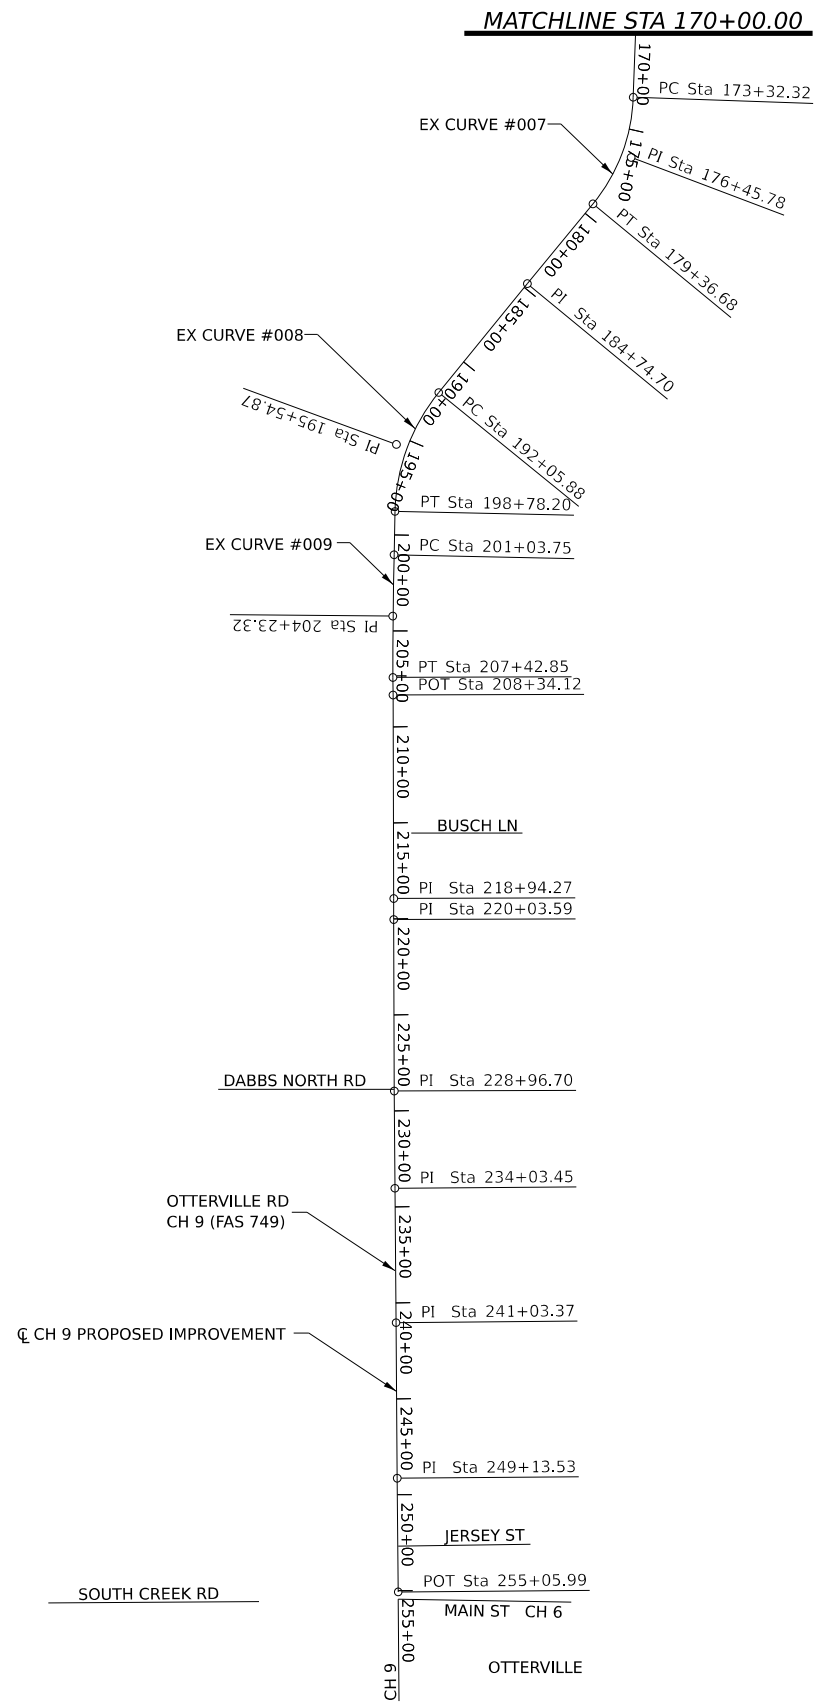 MATCHLINE STA 170+00.00
170+00
PC Sta 173+32.32
EX CURVE #007
175+00
PI Sta 176+45.78
PT Sta 179+36.68
180+00
PI Sta 184+74.70
185+00
EX CURVE #008
190+00
PI Sta 195+54.87
PC Sta 192+05.88
195+00
PT Sta 198+78.20
EX CURVE #009
PC Sta 201+03.75
200+00
PI Sta 204+23.32
205+00
PT Sta 207+42.85
POT Sta 208+34.12
210+00
BUSCH LN
215+00
PI Sta 218+94.27
PI Sta 220+03.59
220+00
225+00
DABBS NORTH RD
PI Sta 228+96.70
230+00
PI Sta 234+03.45
OTTERVILLE RD
CH 9 (FAS 749)
235+00
PI Sta 241+03.37
240+00
℄ CH 9 PROPOSED IMPROVEMENT
245+00
PI Sta 249+13.53
250+00
JERSEY ST
POT Sta 255+05.99
SOUTH CREEK RD
255+00
MAIN ST CH 6
OTTERVILLE
CH 6